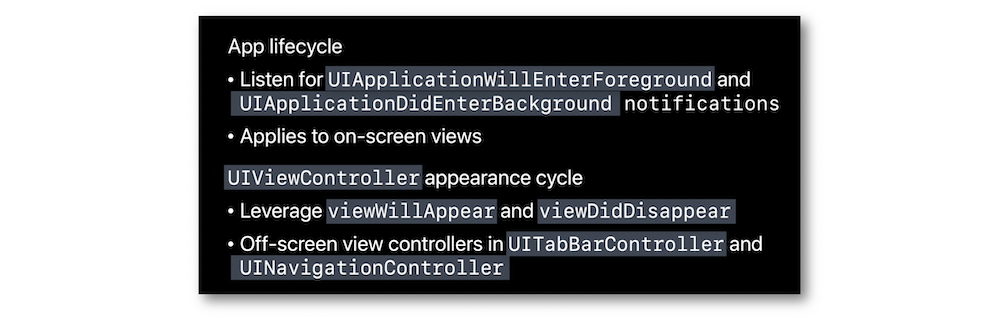 App lifecycle
• Listen for UIApplicationWillEnterForeground and
UIApplicationDidEnterBackground notifications
• Applies to on-screen views
UIViewController appearance cycle
• Leverage viewWillAppear and viewDidDisappear
• Off-screen view controllers in UITabBarController and
UINavigationController